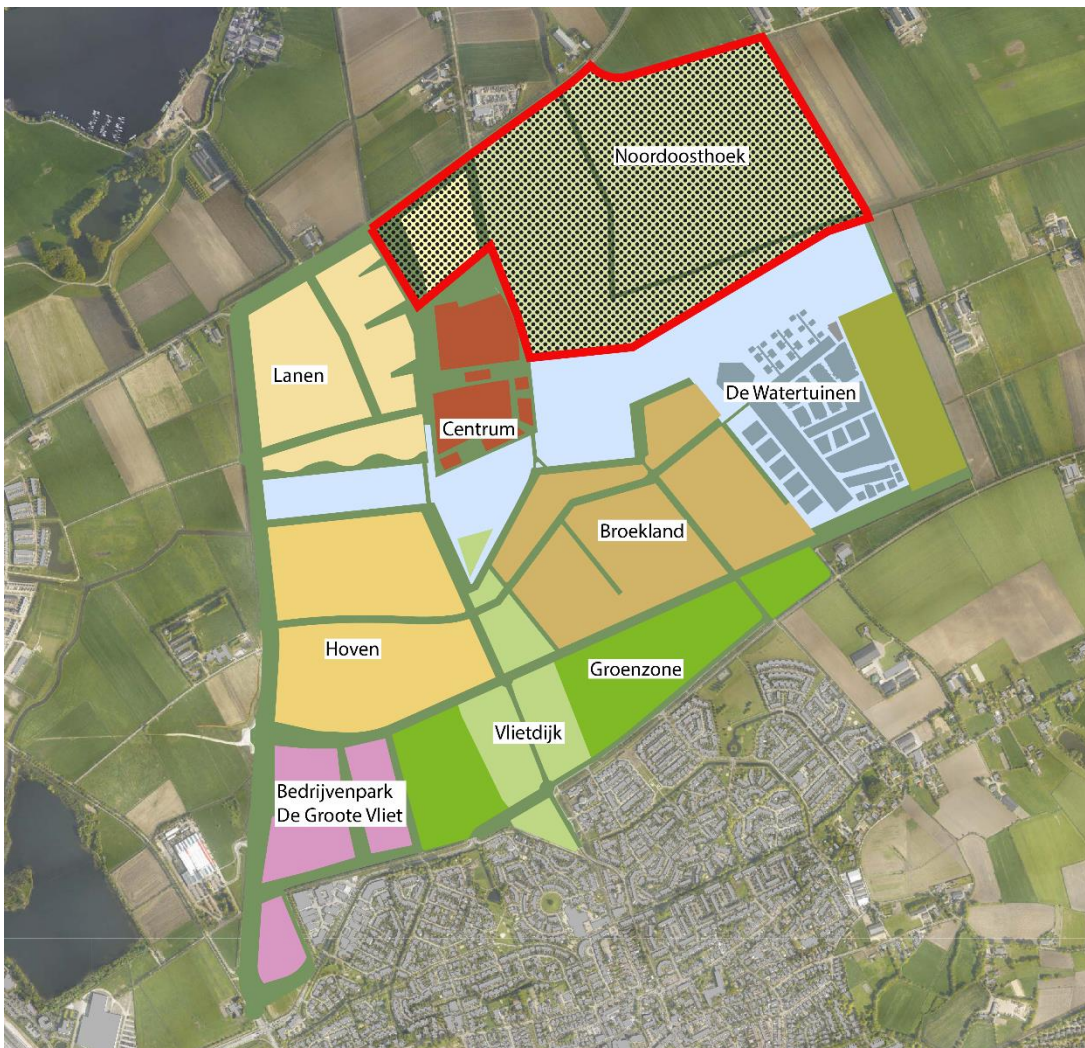 Noordoosthoek
Lanen
De Watertuinen
Centrum
Broekland
Hoven
Groenzone
Vlietdijk
Bedrijvenpark
De Groote Vliet